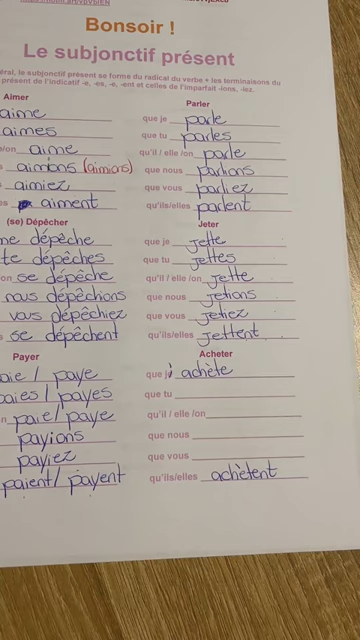 Bonsoir !
Le subjonctif présent
le subjonctif présent se forme du radical du verbe + les terminaisons du
présent de l'indicatif -e, -es, -e, -ent et celles de l'imparfait -ions, -iez.
Aimer
aime
aimes
/on aime
aimions (aimions)
aimiez
aiment
Parler
que je parle
que tu parles
qu'il / elle /on parle
que nous parlions
que vous parliez
qu'ils/elles parlent
(se) Dépêcher
me dépêche
te dépêches
on se dépêche
nous dépêchions
vous dépêchiez
se dépêchent
Jeter
que je jette
que tu jettes
qu'il / elle /on jette
que nous jetions
que vous jetiez
qu'ils/elles jettent
Payer
paie / paye
paies / payes
paie / paye
payions
payiez
paient / payent
Acheter
que j' achète
que tu
qu'il / elle /on
que nous
que vous
qu'ils/elles achètent